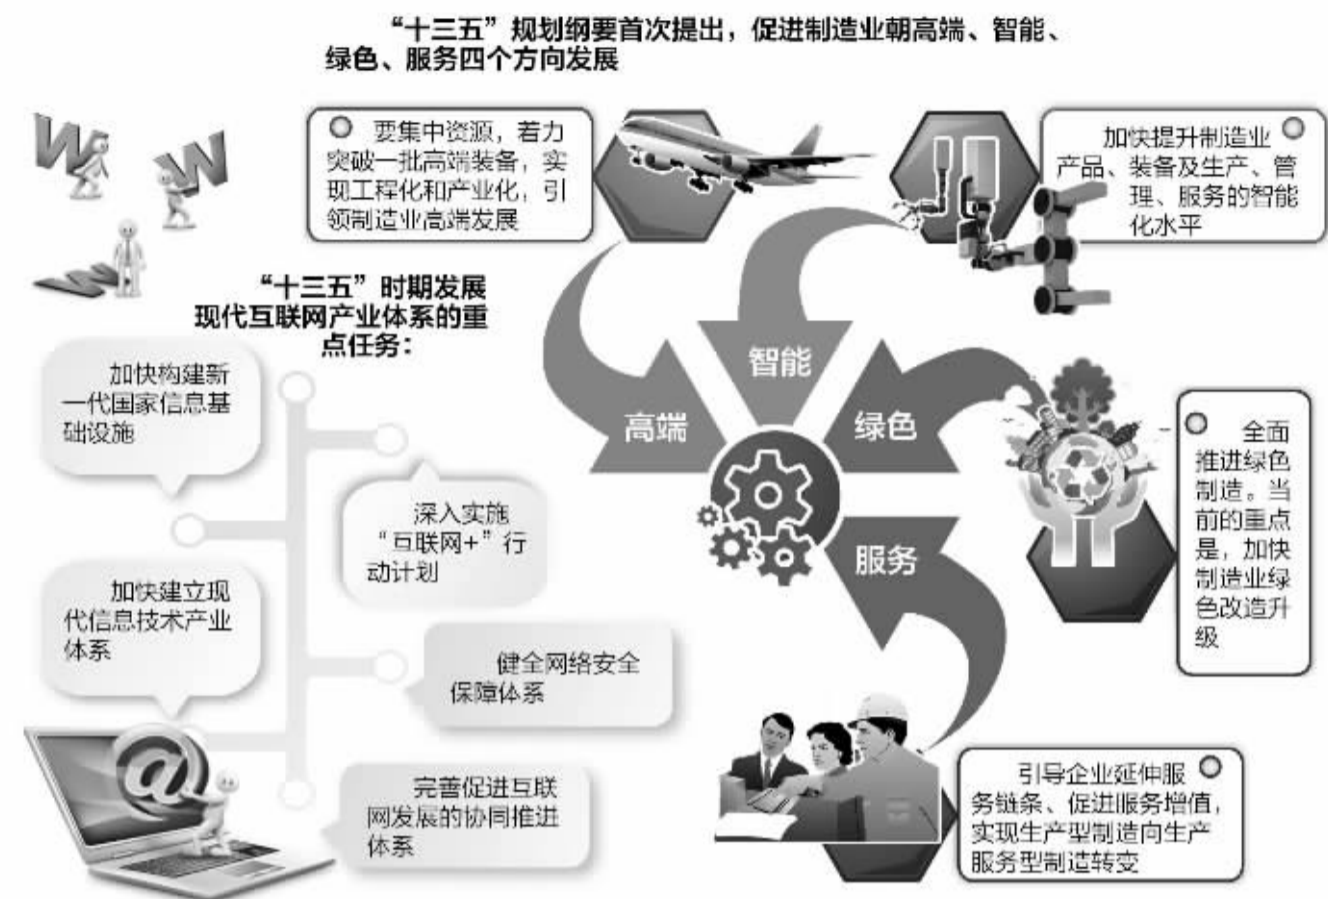 “十三五”规划纲要首次提出，促进制造业朝高端、智能、
绿色、服务四个方向发展
要集中资源，着力
突破一批高端装备，实
现工程化和产业化，引
领制造业高端发展
加快提升制造业
产品、装备及生产、管
理、服务的智能
化水平
W
W
W
“十三五”时期发展
现代互联网产业体系的重
点任务：
加快构建新
一代国家信息基
础设施
深入实施
“互联网+”行
动计划
加快建立现
代信息技术产业
体系
健全网络安全
保障体系
完善促进互联
网发展的协同推进
体系
@
高端
智能
绿色
服务
全面
推进绿色
制造。当
前的重点
是，加快
制造业绿
色改造升
级
引导企业延伸服
务链条、促进服务增值，
实现生产型制造向生产
服务型制造转变